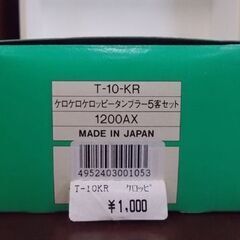 T-10-KR
ケロケロケロッピータンブラー5客セット
1200AX
MADE IN JAPAN
4952403001053
T-10KR ケロッピ
¥1,000